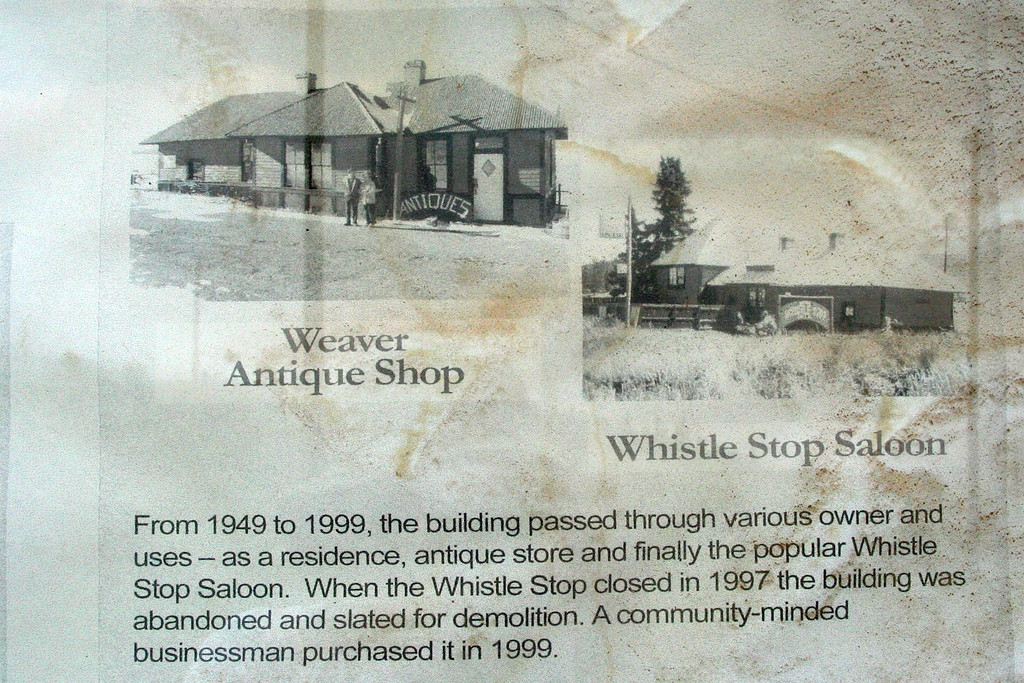 ANTIQUES
Weaver
Antique Shop
Whistle Stop Saloon
From 1949 to 1999, the building passed through various owner and
uses – as a residence, antique store and finally the popular Whistle
Stop Saloon. When the Whistle Stop closed in 1997 the building was
abandoned and slated for demolition. A community-minded
businessman purchased it in 1999.